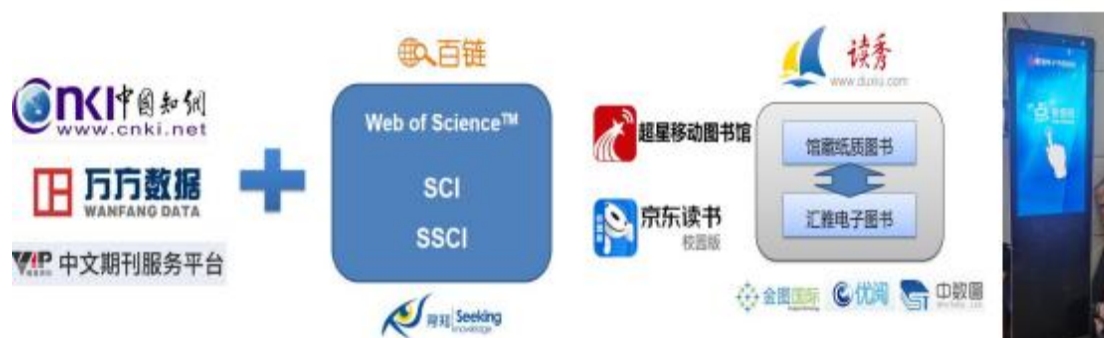 cnki中国知网
www.cnki.net
万方数据
WANFANG DATA
VIP 中文期刊服务平台
百链
Web of Science™
SCI
SSCI
Seeking
knowledge
超星移动图书馆
京东读书
校园版
读秀
www.duxiu.com
馆藏纸质图书
汇雅电子图书
金图国际
优阅
中数圖
点